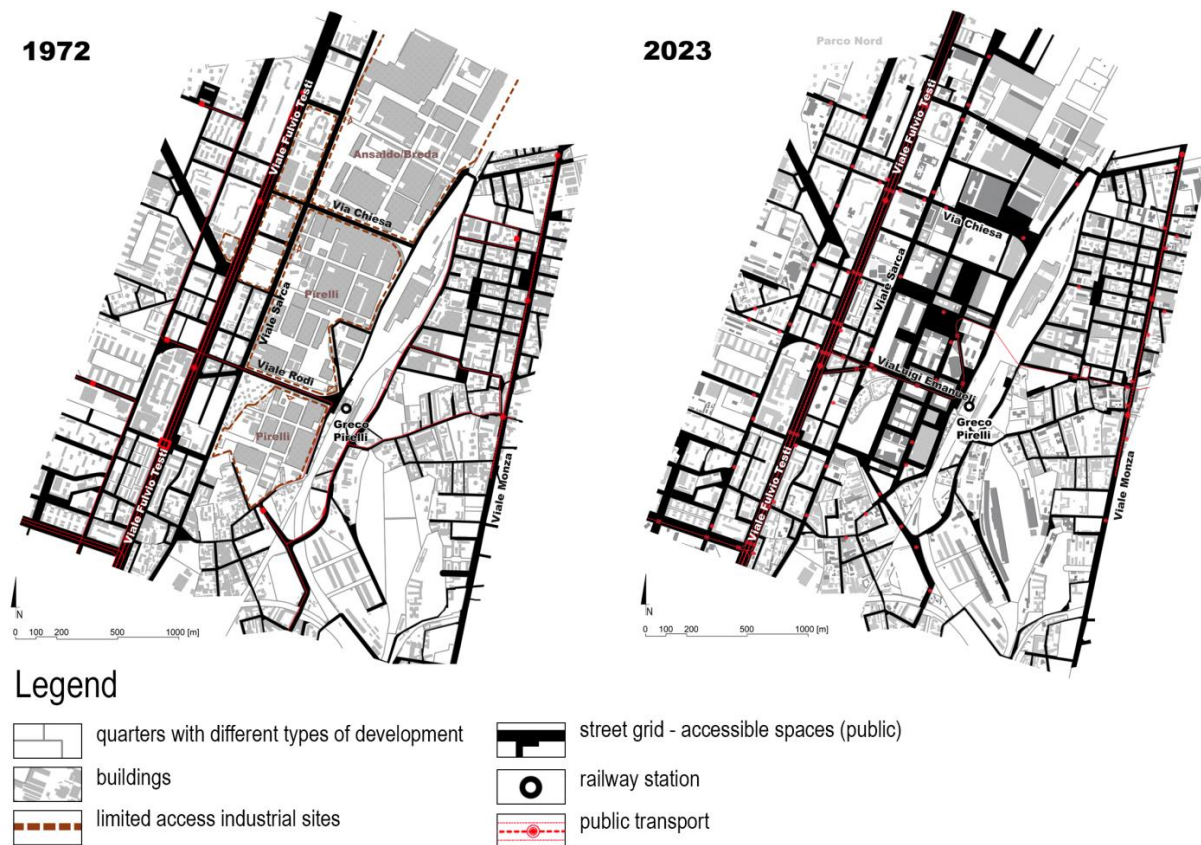 1972
Viale Fulvio Testi
Ansaldo/Breda
Via Chiesa
Pirelli
Viale Sarca
Viale Rodi
Pirelli
Greco
Pirelli
Viale Fulvio Testi
Viale Monza
N
0 100 200 500 1000 [m]
2023
Parco Nord
Viale Fulvio Testi
Via Chiesa
Viale Sarca
ViaLuigi Emanueli
Greco
Pirelli
Viale Fulvio Testi
Viale Monza
N
0 100 200 500 1000 [m]
Legend
quarters with different types of development
buildings
limited access industrial sites
street grid - accessible spaces (public)
railway station
public transport